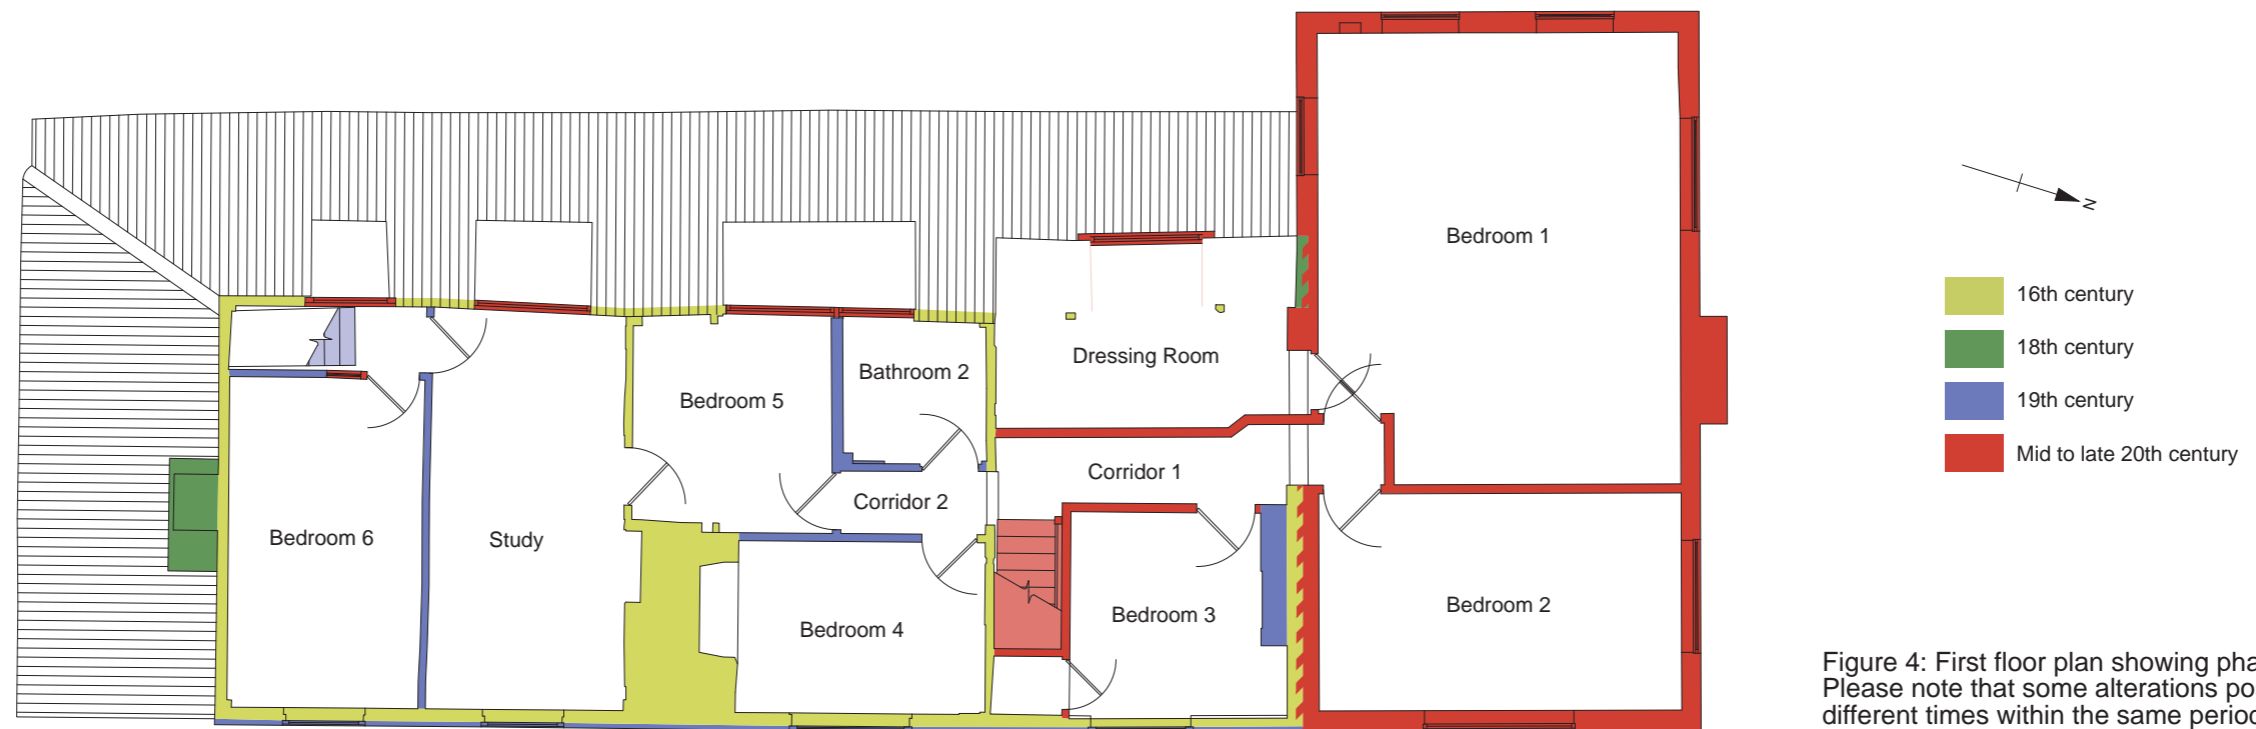 Bedroom 1
N
16th century
18th century
19th century
Mid to late 20th century
Dressing Room
Bathroom 2
Bedroom 5
Corridor 1
Corridor 2
Bedroom 6
Study
Bedroom 4
Bedroom 3
Bedroom 2
Figure 4: First floor plan showing pha
Please note that some alterations po
different times within the same period